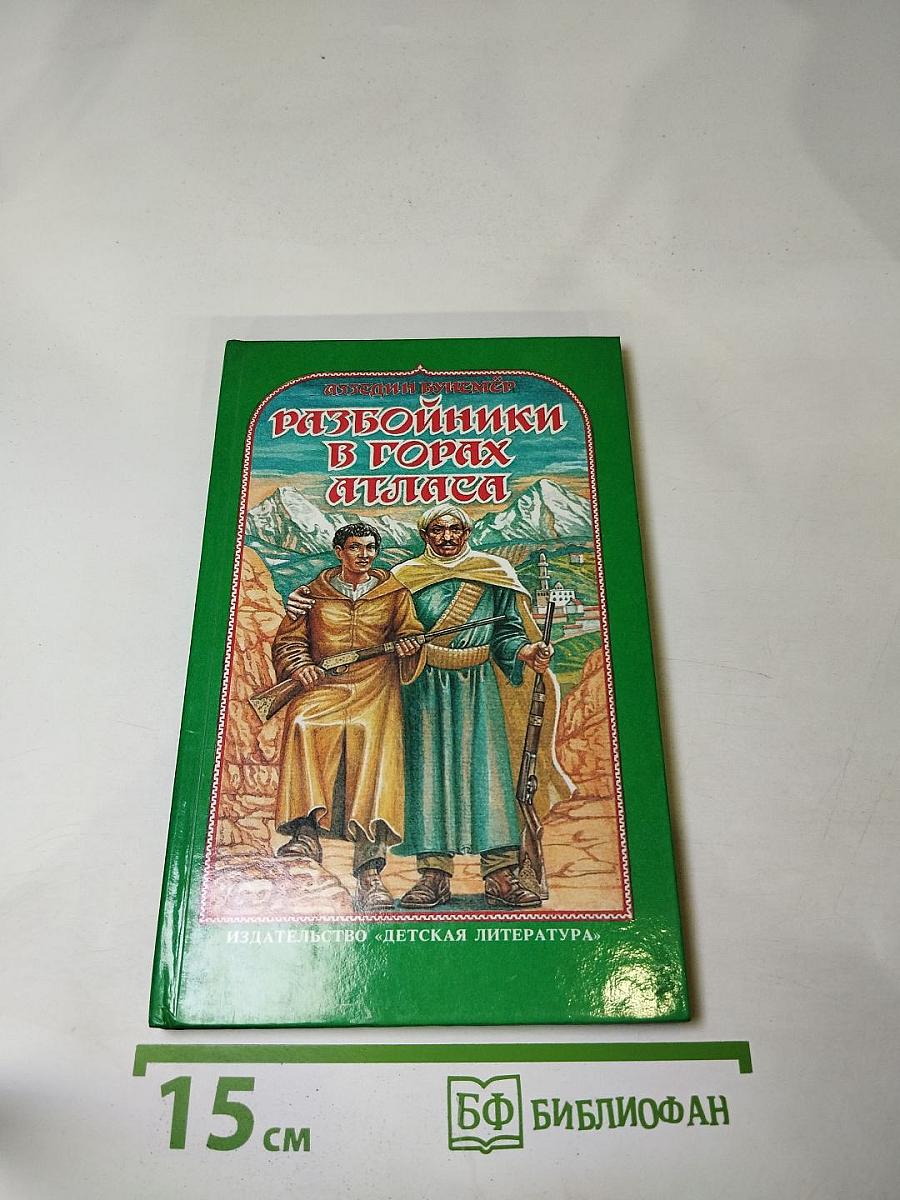 АЗЗЕДИН БУНЕМЁР
РАЗБОЙНИКИ
В ГОРАХ
АТЛАСА
ИЗДАТЕЛЬСТВО «ДЕТСКАЯ ЛИТЕРАТУРА»
15 см
БФ БИБЛИОФАН